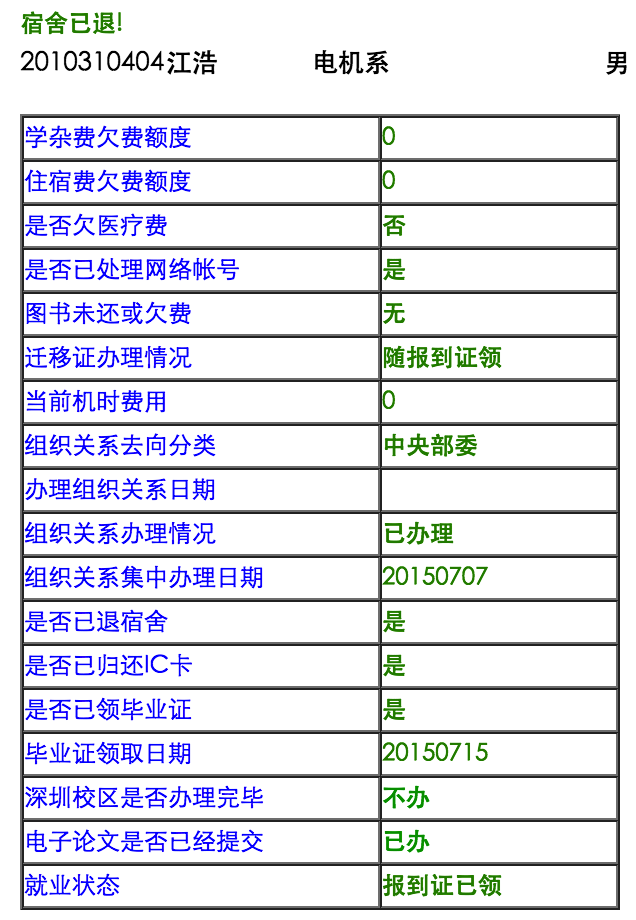 宿舍已退!
2010310404江浩 电机系 男
学杂费欠费额度 0
住宿费欠费额度 0
是否欠医疗费 否
是否已处理网络帐号 是
图书未还或欠费 无
迁移证办理情况 随报到证领
当前机时费用 0
组织关系去向分类 中央部委
办理组织关系日期
组织关系办理情况 已办理
组织关系集中办理日期 20150707
是否已退宿舍 是
是否已归还IC卡 是
是否已领毕业证 是
毕业证领取日期 20150715
深圳校区是否办理完毕 不办
电子论文是否已经提交 已办
就业状态 报到证已领